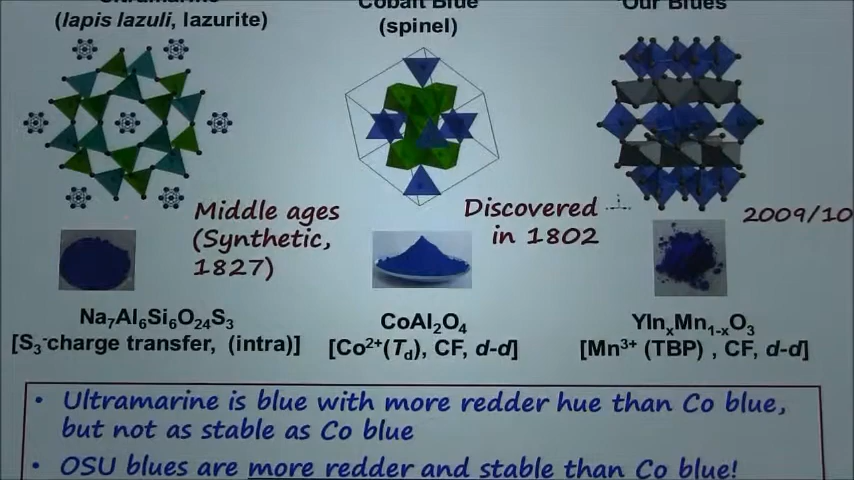 Ultramarine
(lapis lazuli, lazurite)
Cobalt Blue
(spinel)
Our Blues
Middle ages
(Synthetic,
1827)
Discovered
in 1802
2009/10
Na₇Al₆Si₆O₂₄S₃
[S₃⁻charge transfer, (intra)]
CoAl₂O₄
[Co²⁺(T_d), CF, d-d]
YInₓMn₁₋ₓO₃
[Mn³⁺ (TBP) , CF, d-d]
• Ultramarine is blue with more redder hue than Co blue,
but not as stable as Co blue
• OSU blues are more redder and stable than Co blue!